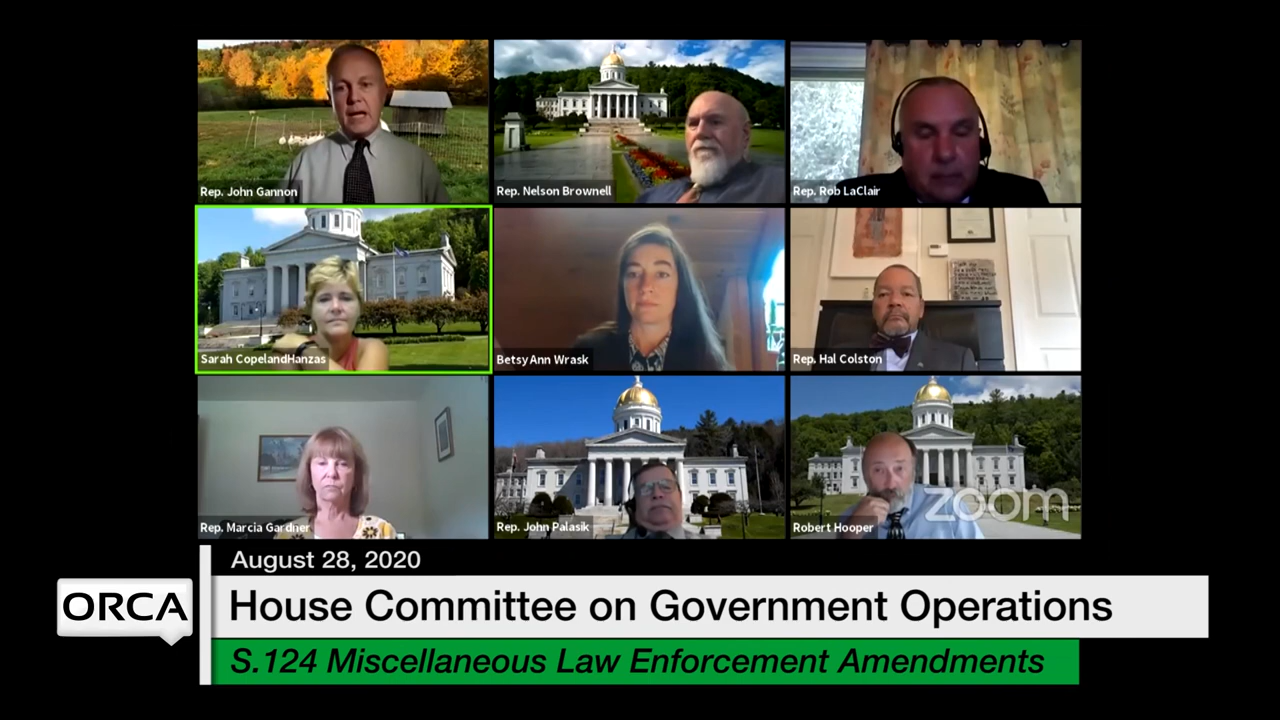 Rep. John Gannon
Rep. Nelson Brownell
Rep. Rob LaClair
Sarah CopelandHanzas
Betsy Ann Wrask
Rep. Hal Colston
Rep. Marcia Gardner
Rep. John Palasik
Robert Hooper
zoom
August 28, 2020
ORCA
House Committee on Government Operations
S.124 Miscellaneous Law Enforcement Amendments